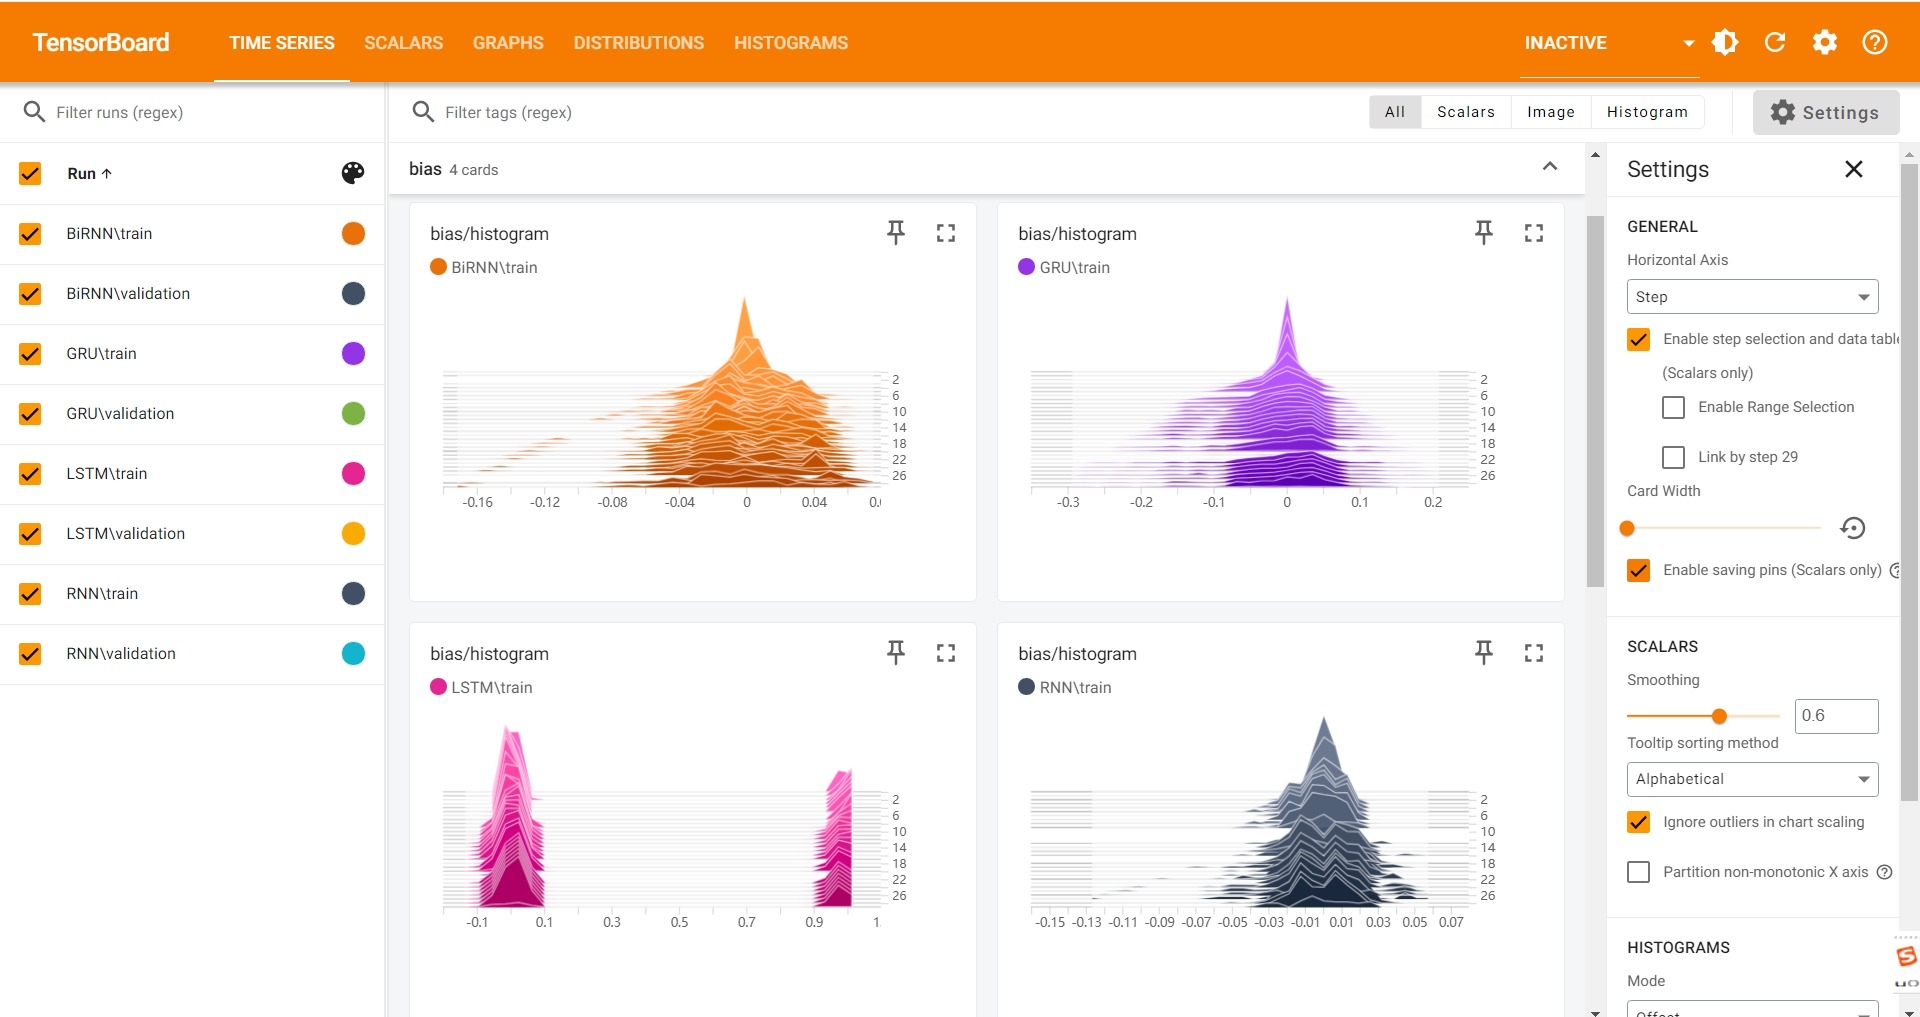 TensorBoard TIME SERIES SCALARS GRAPHS DISTRIBUTIONS HISTOGRAMS INACTIVE
Filter runs (regex)
Run
BiRNN\train
BiRNN\validation
GRU\train
GRU\validation
LSTM\train
LSTM\validation
RNN\train
RNN\validation
Filter tags (regex) All Scalars Image Histogram Settings
bias 4 cards
bias/histogram
BiRNN\train
2
6
10
14
18
22
26
-0.16 -0.12 -0.08 -0.04 0 0.04
bias/histogram
GRU\train
2
6
10
14
18
22
26
-0.3 -0.2 -0.1 0 0.1 0.2
bias/histogram
LSTM\train
2
6
10
14
18
22
26
-0.1 0.1 0.3 0.5 0.7 0.9 1.
bias/histogram
RNN\train
2
6
10
14
18
22
26
-0.15 -0.13 -0.11 -0.09 -0.07 -0.05 -0.03 -0.01 0.01 0.03 0.05 0.07
Settings
GENERAL
Horizontal Axis
Step
Enable step selection and data table
(Scalars only)
Enable Range Selection
Link by step 29
Card Width
Enable saving pins (Scalars only)
SCALARS
Smoothing
0.6
Tooltip sorting method
Alphabetical
Ignore outliers in chart scaling
Partition non-monotonic X axis
HISTOGRAMS
Mode
Offset